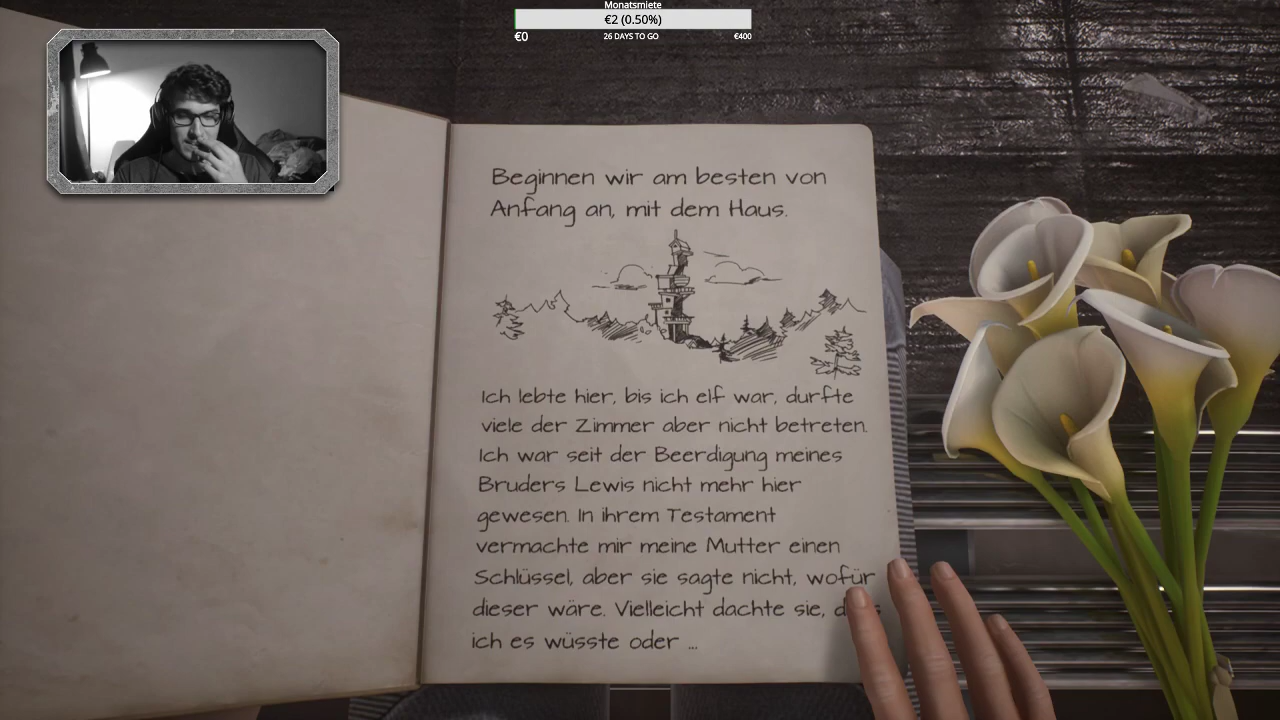 Monatsmiete
€2 (0.50%)
€0 26 DAYS TO GO €400
Beginnen wir am besten von
Anfang an, mit dem Haus.
Ich lebte hier, bis ich elf war, durfte
viele der Zimmer aber nicht betreten.
Ich war seit der Beerdigung meines
Bruders Lewis nicht mehr hier
gewesen. In ihrem Testament
vermachte mir meine Mutter einen
Schlüssel, aber sie sagte nicht, wofür
dieser wäre. Vielleicht dachte sie,
ich es wüsste oder ...